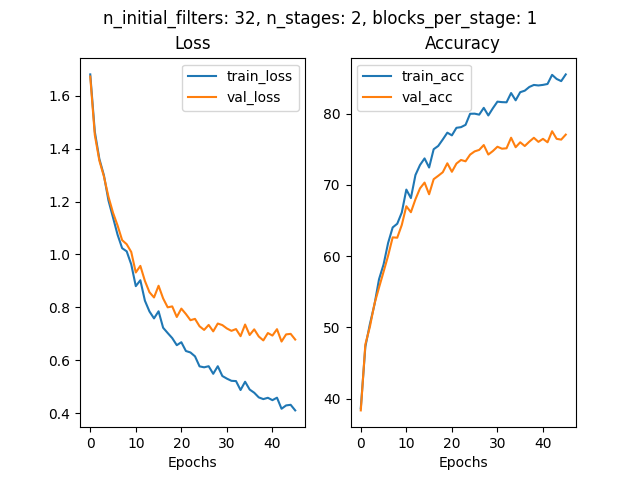 n_initial_filters: 32, n_stages: 2, blocks_per_stage: 1
Loss
train_loss
val_loss
1.6
1.4
1.2
1.0
0.8
0.6
0.4
0
10
20
30
40
Epochs
Accuracy
train_acc
val_acc
80
70
60
50
40
0
10
20
30
40
Epochs